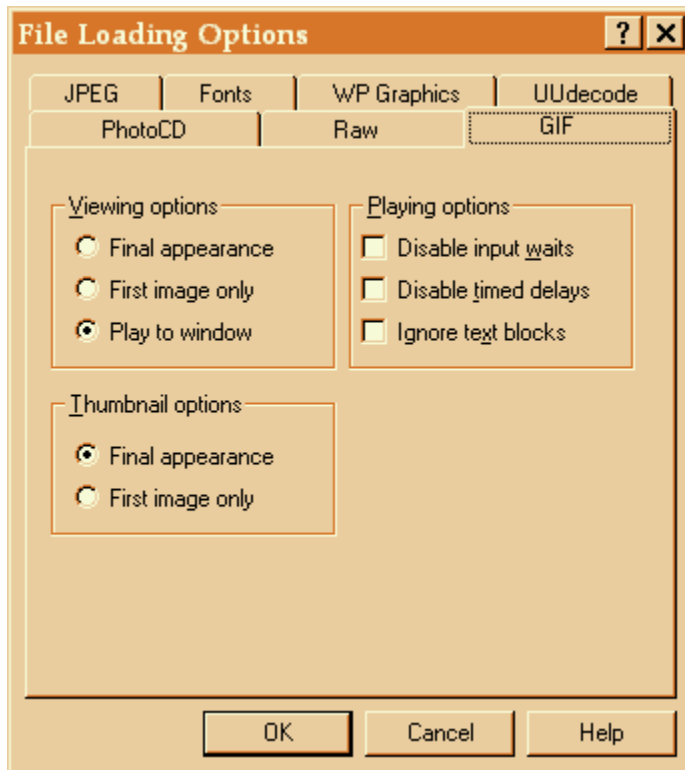 File Loading Options
JPEG Fonts WP Graphics UUdecode
PhotoCD Raw GIF
Viewing options
Final appearance
First image only
Play to window
Playing options
Disable input waits
Disable timed delays
Ignore text blocks
Thumbnail options
Final appearance
First image only
OK Cancel Help